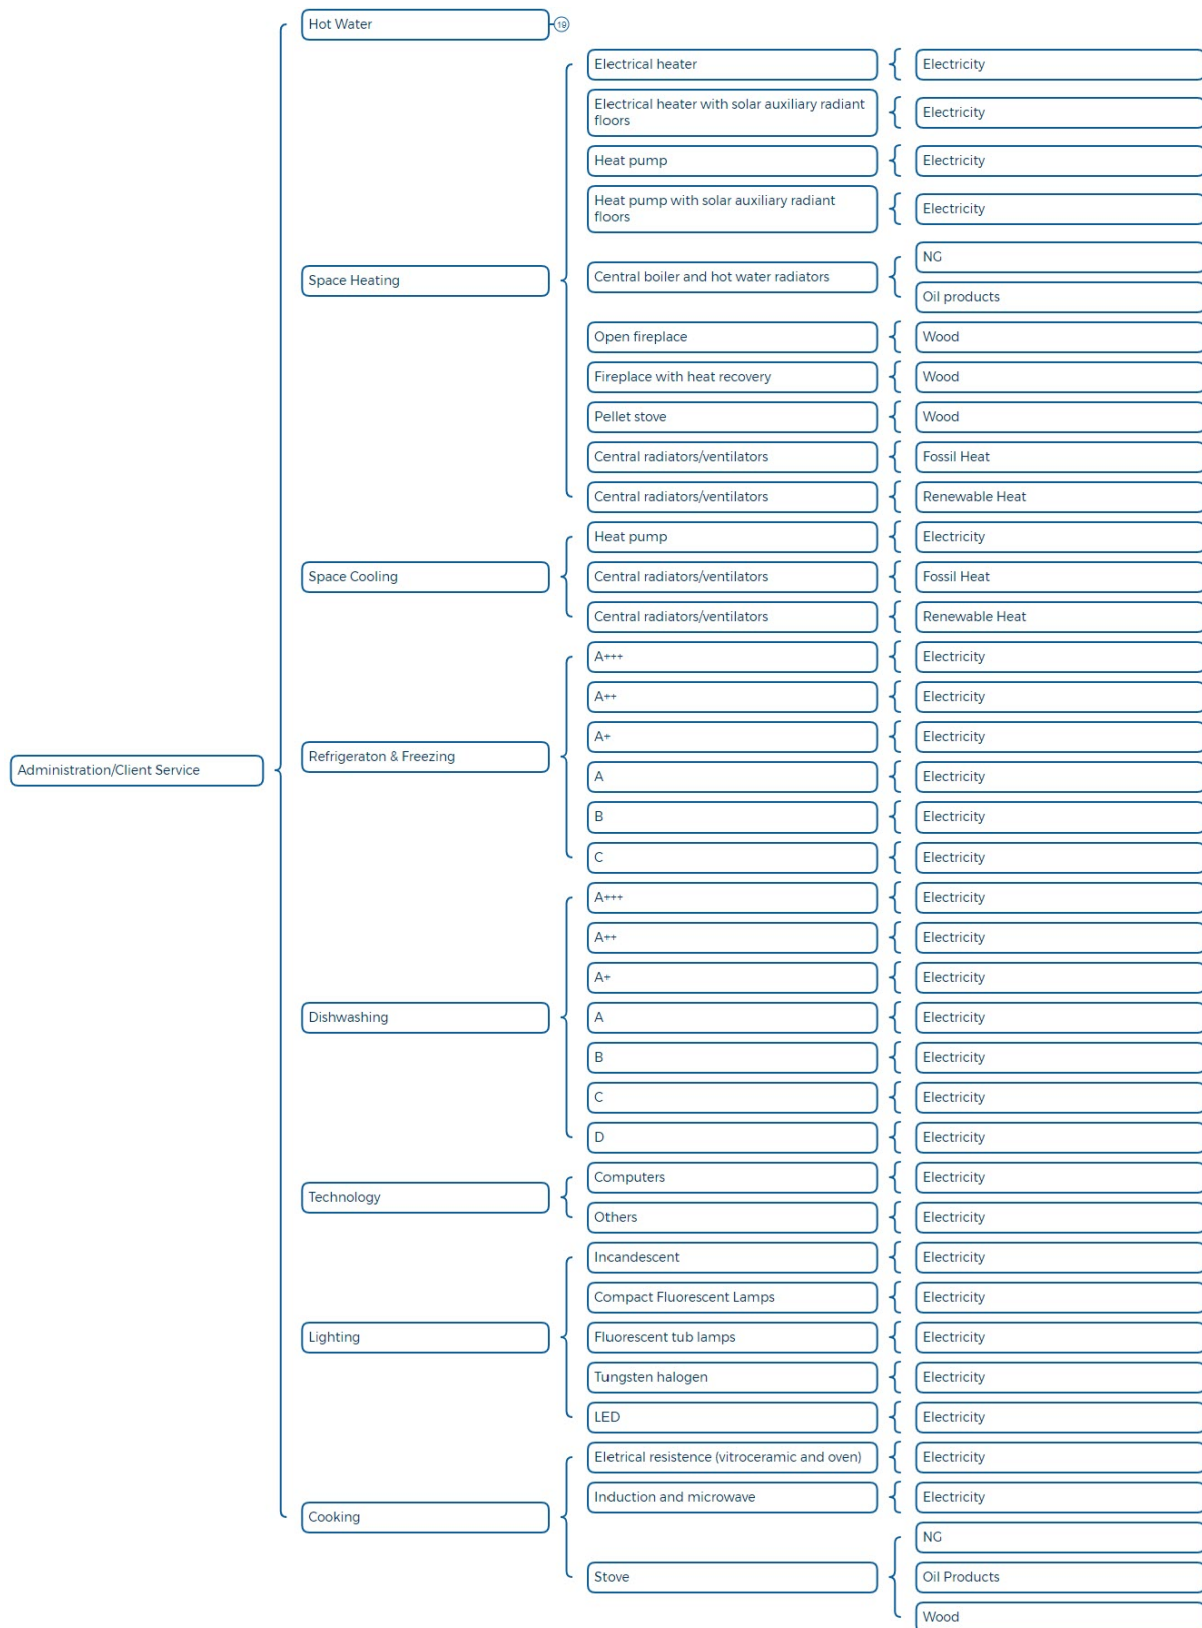 Hot Water
19
Electrical heater
Electricity
Electrical heater with solar auxiliary radiant
floors
Electricity
Heat pump
Electricity
Heat pump with solar auxiliary radiant
floors
Electricity
Space Heating
Central boiler and hot water radiators
NG
Oil products
Open fireplace
Wood
Fireplace with heat recovery
Wood
Pellet stove
Wood
Central radiators/ventilators
Fossil Heat
Central radiators/ventilators
Renewable Heat
Space Cooling
Heat pump
Electricity
Central radiators/ventilators
Fossil Heat
Central radiators/ventilators
Renewable Heat
Administration/Client Service
Refrigeraton & Freezing
A+++
Electricity
A++
Electricity
A+
Electricity
A
Electricity
B
Electricity
C
Electricity
Dishwashing
A+++
Electricity
A++
Electricity
A+
Electricity
A
Electricity
B
Electricity
C
Electricity
D
Electricity
Technology
Computers
Electricity
Others
Electricity
Lighting
Incandescent
Electricity
Compact Fluorescent Lamps
Electricity
Fluorescent tub lamps
Electricity
Tungsten halogen
Electricity
LED
Electricity
Cooking
Eletrical resistence (vitroceramic and oven)
Electricity
Induction and microwave
Electricity
Stove
NG
Oil Products
Wood